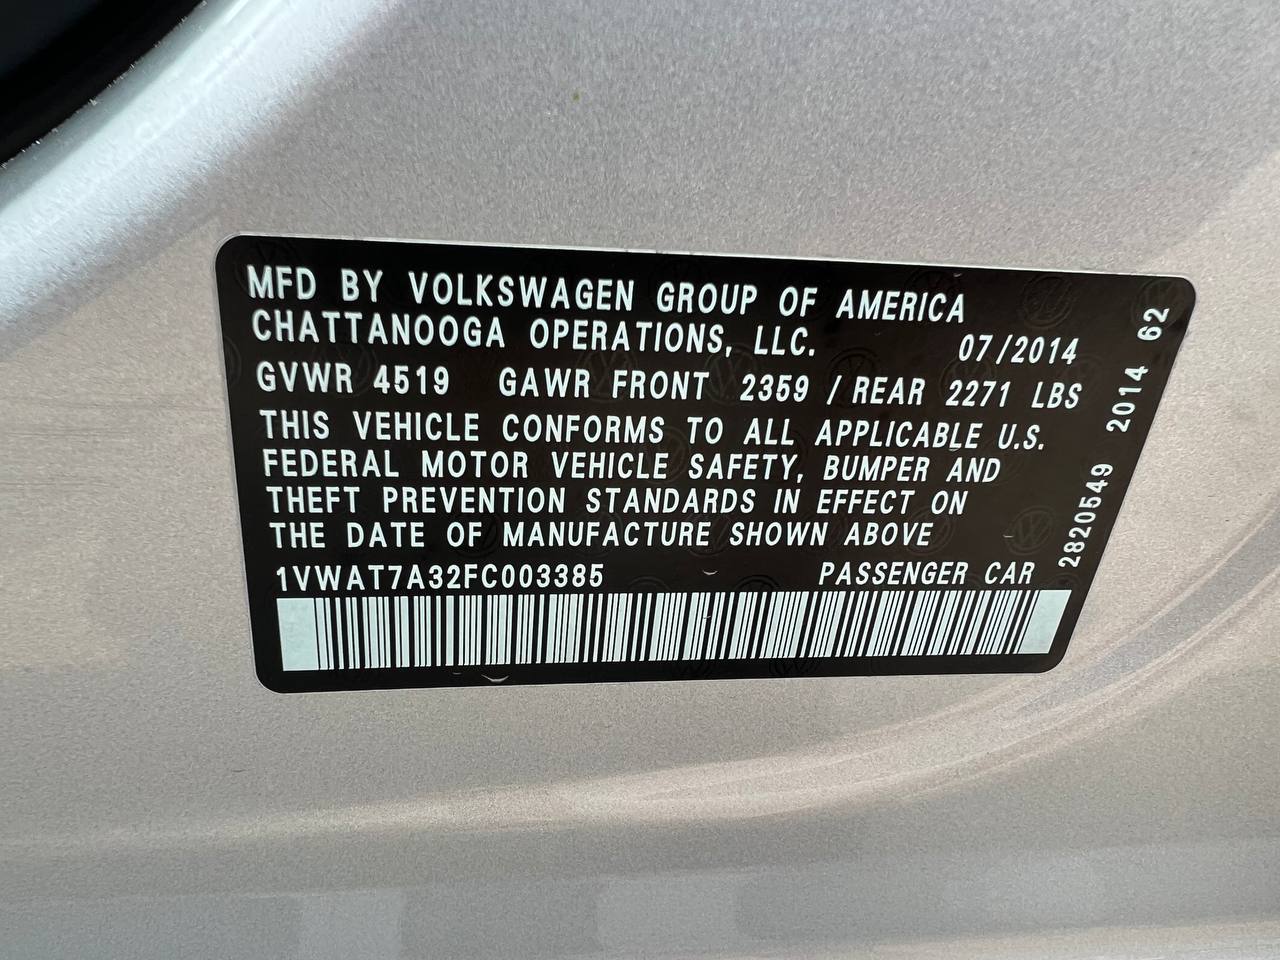 MFD BY VOLKSWAGEN GROUP OF AMERICA
CHATTANOOGA OPERATIONS, LLC. 07/2014
GVWR 4519 GAWR FRONT 2359 / REAR 2271 LBS
THIS VEHICLE CONFORMS TO ALL APPLICABLE U.S.
FEDERAL MOTOR VEHICLE SAFETY, BUMPER AND
THEFT PREVENTION STANDARDS IN EFFECT ON
THE DATE OF MANUFACTURE SHOWN ABOVE
1VWAT7A32FC003385 PASSENGER CAR
2820549 2014 62